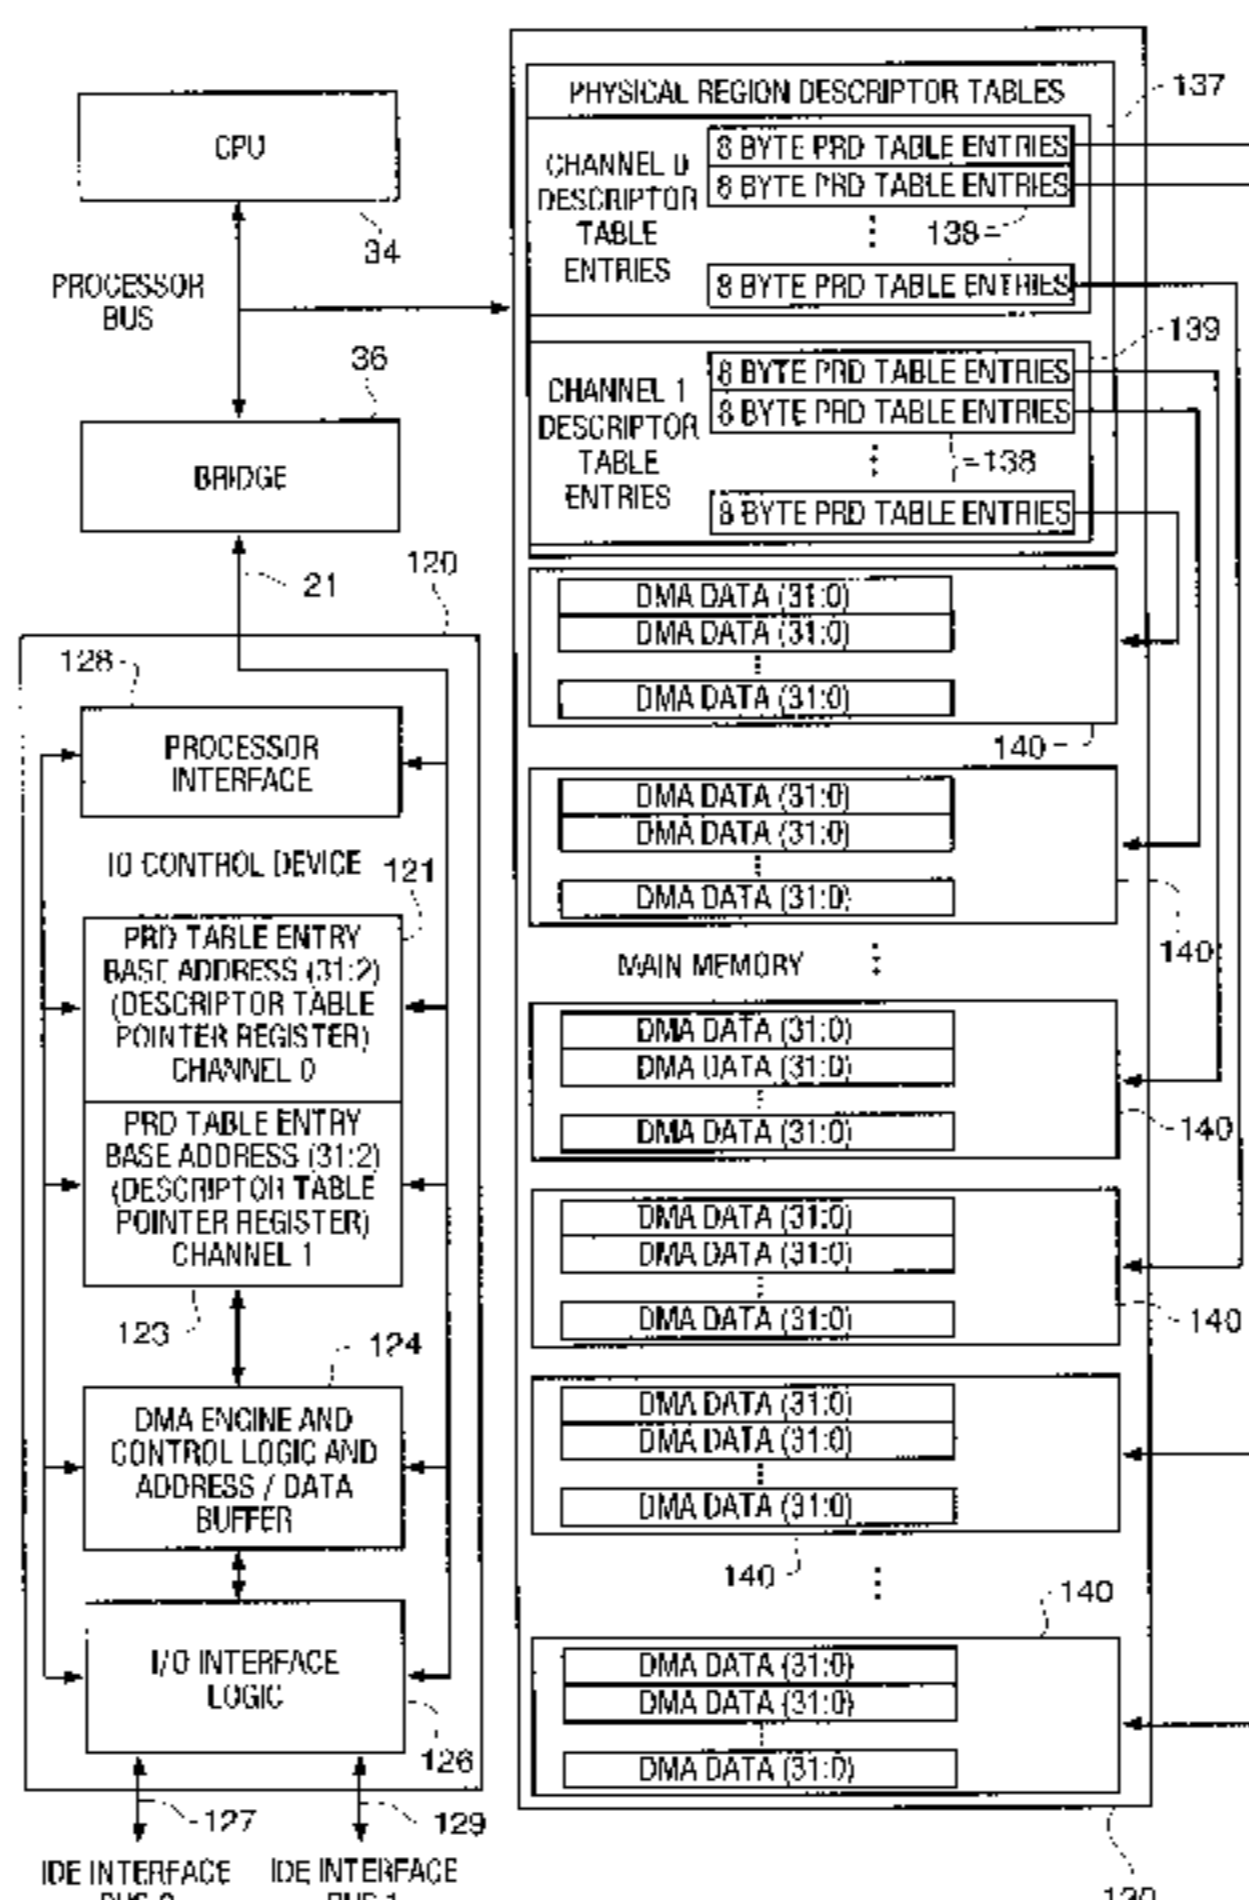 CPU
34
PROCESSOR
BUS
36
BRIDGE
21
120
128
PROCESSOR
INTERFACE
IO CONTROL DEVICE
121
PRD TABLE ENTRY
BASE ADDRESS (31:2)
(DESCRIPTOR TABLE
POINTER REGISTER)
CHANNEL 0
PRD TABLE ENTRY
BASE ADDRESS (31:2)
(DESCRIPTOR TABLE
POINTER REGISTER)
CHANNEL 1
123
124
DMA ENGINE AND
CONTROL LOGIC AND
ADDRESS / DATA
BUFFER
I/O INTERFACE
LOGIC
126
127
129
IDE INTERFACE
IDE INTERFACE
PHYSICAL REGION DESCRIPTOR TABLES
137
CHANNEL 0
DESCRIPTOR
TABLE
ENTRIES
8 BYTE PRD TABLE ENTRIES
8 BYTE PRD TABLE ENTRIES
138
8 BYTE PRD TABLE ENTRIES
139
CHANNEL 1
DESCRIPTOR
TABLE
ENTRIES
8 BYTE PRD TABLE ENTRIES
8 BYTE PRD TABLE ENTRIES
138
8 BYTE PRD TABLE ENTRIES
DMA DATA (31:0)
DMA DATA (31:0)
DMA DATA (31:0)
140
DMA DATA (31:0)
DMA DATA (31:0)
DMA DATA (31:0)
140
MAIN MEMORY
DMA DATA (31:0)
DMA DATA (31:0)
DMA DATA (31:0)
140
DMA DATA (31:0)
DMA DATA (31:0)
DMA DATA (31:0)
140
DMA DATA (31:0)
DMA DATA (31:0)
DMA DATA (31:0)
140
140
DMA DATA (31:0)
DMA DATA (31:0)
DMA DATA (31:0)